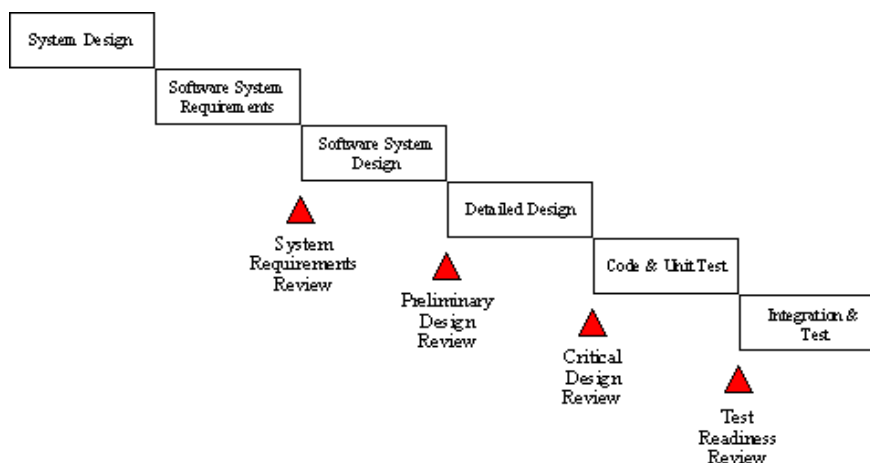 System Design
Software System
Requirements
Software System
Design
Detailed Design
System
Requirements
Review
Code & Unit Test
Preliminary
Design
Review
Integration &
Test
Critical
Design
Review
Test
Readiness
Review